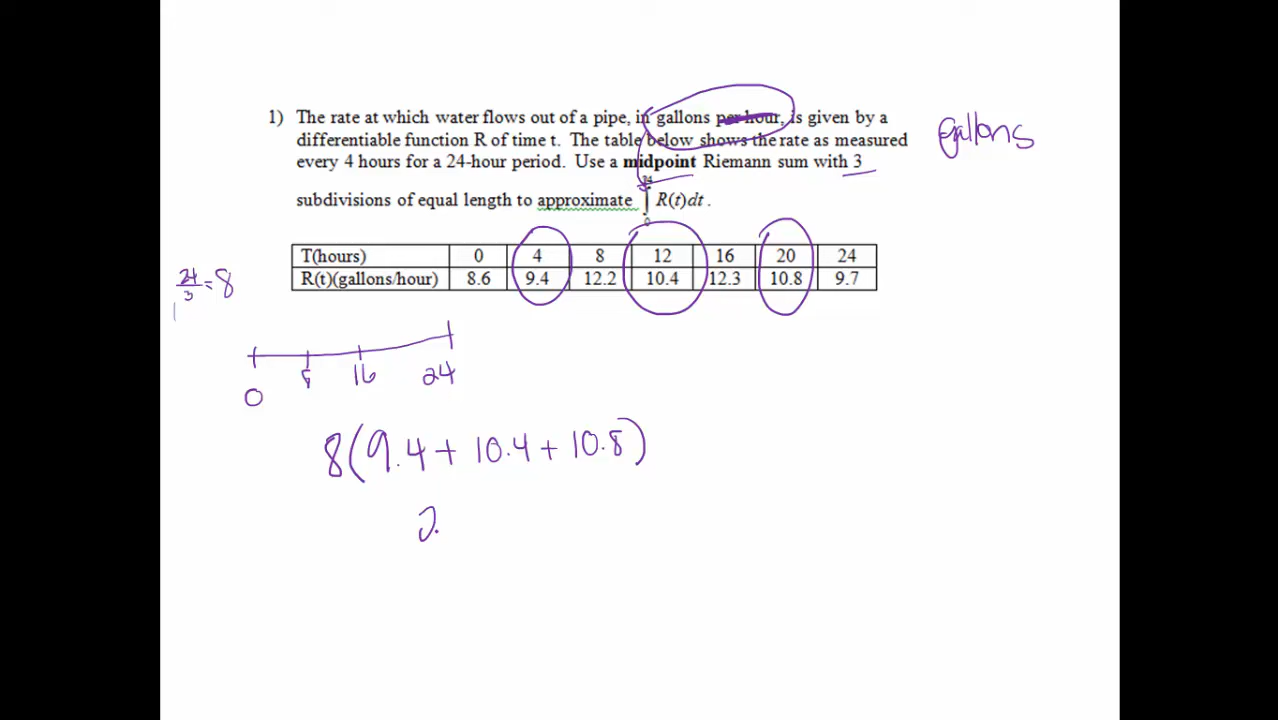 1) The rate at which water flows out of a pipe, in gallons per hour, is given by a
differentiable function R of time t. The table below shows the rate as measured
every 4 hours for a 24-hour period. Use a midpoint Riemann sum with 3
subdivisions of equal length to approximate ∫ R(t)dt .
24
0
gallons
T(hours) 0 4 8 12 16 20 24
R(t)(gallons/hour) 8.6 9.4 12.2 10.4 12.3 10.8 9.7
24/3 = 8
0 8 16 24
8(9.4 + 10.4 + 10.8)
2